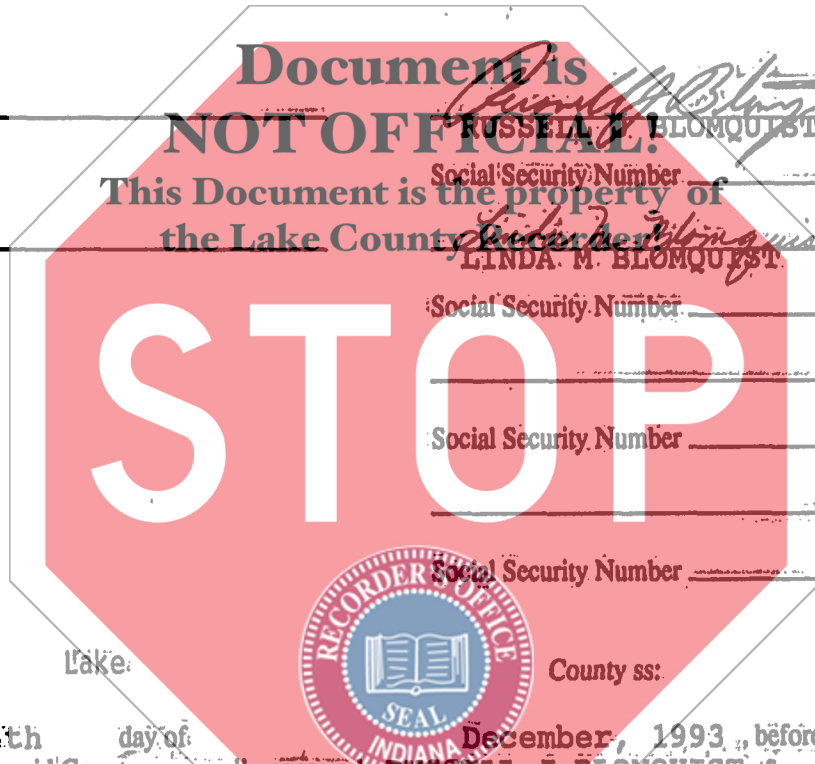 Document is
NOT OFFICIAL!
RUSSELL BLOMQUIST
This Document is the property of
Social Security Number
the Lake County Recorder!
LINDA M BLOMQUIST
Social Security Number
STOP
Social Security Number
Social Security Number
RECORDER'S OFFICE
SEAL
INDIANA
Lake County ss:
th day of December, 1993, before
BLOMQUIST